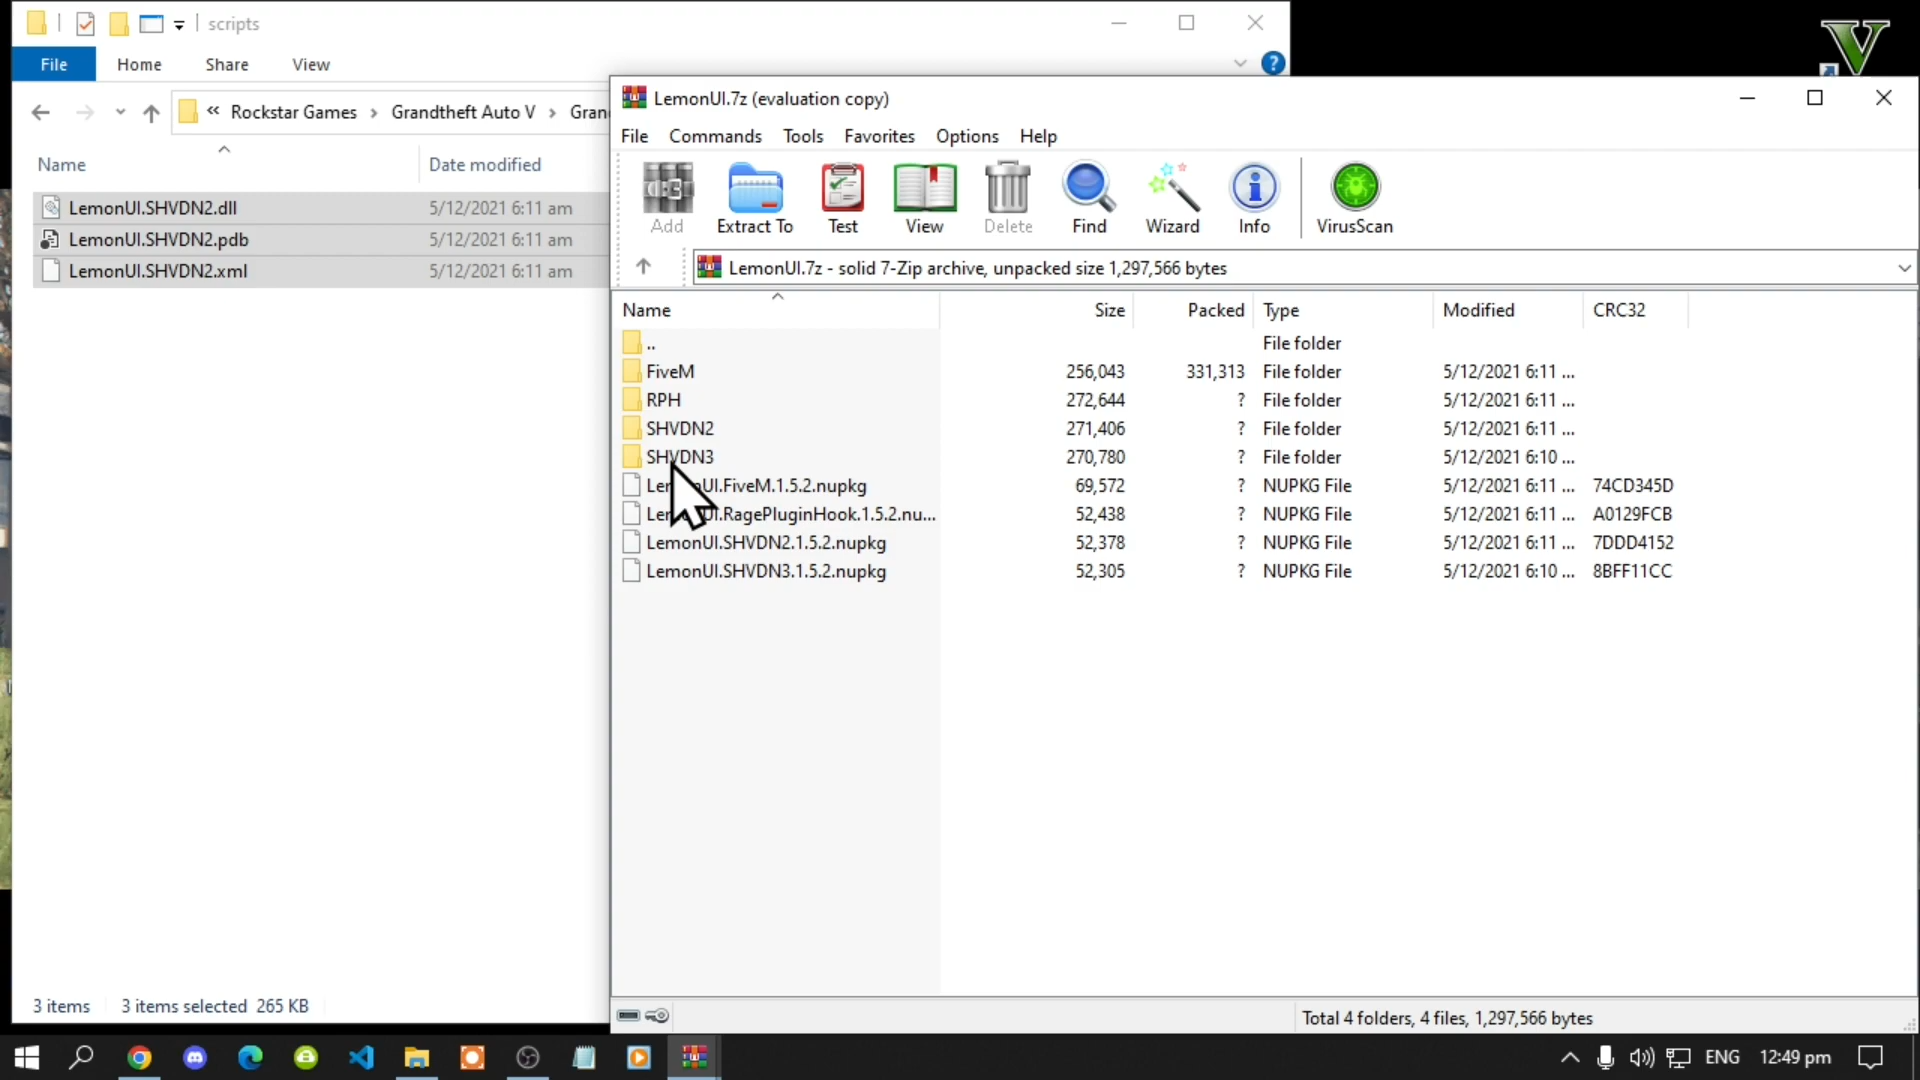 scripts
File Home Share View
« Rockstar Games > Grandtheft Auto V > Gran
Name Date modified
LemonUI.SHVDN2.dll 5/12/2021 6:11 am
LemonUI.SHVDN2.pdb 5/12/2021 6:11 am
LemonUI.SHVDN2.xml 5/12/2021 6:11 am
3 items 3 items selected 265 KB
LemonUI.7z (evaluation copy)
File Commands Tools Favorites Options Help
Add Extract To Test View Delete Find Wizard Info VirusScan
LemonUI.7z - solid 7-Zip archive, unpacked size 1,297,566 bytes
Name Size Packed Type Modified CRC32
.. File folder
FiveM 256,043 331,313 File folder 5/12/2021 6:11 ...
RPH 272,644 ? File folder 5/12/2021 6:11 ...
SHVDN2 271,406 ? File folder 5/12/2021 6:11 ...
SHVDN3 270,780 ? File folder 5/12/2021 6:10 ...
LemonUI.FiveM.1.5.2.nupkg 69,572 ? NUPKG File 5/12/2021 6:11 ... 74CD345D
LemonUI.RagePluginHook.1.5.2.nu... 52,438 ? NUPKG File 5/12/2021 6:11 ... A0129FCB
LemonUI.SHVDN2.1.5.2.nupkg 52,378 ? NUPKG File 5/12/2021 6:11 ... 7DDD4152
LemonUI.SHVDN3.1.5.2.nupkg 52,305 ? NUPKG File 5/12/2021 6:10 ... 8BFF11CC
Total 4 folders, 4 files, 1,297,566 bytes
ENG 12:49 pm